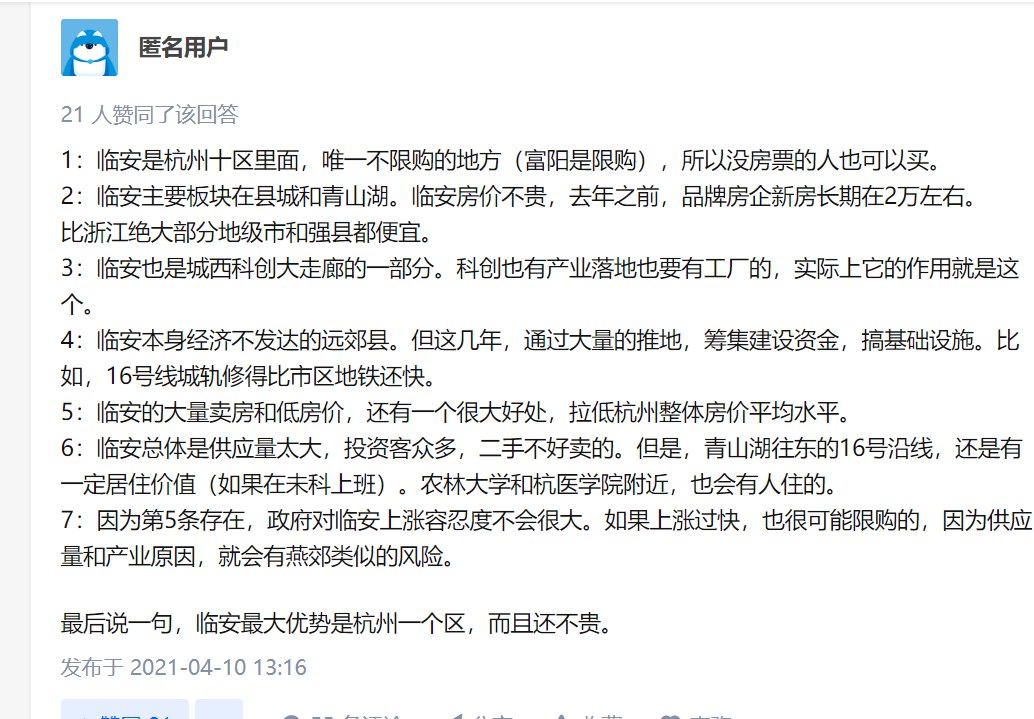 匿名用户
21 人赞同了该回答
1：临安是杭州十区里面，唯一不限购的地方（富阳是限购），所以没房票的人也可以买。
2：临安主要板块在县城和青山湖。临安房价不贵，去年之前，品牌房企新房长期在2万左右。
比浙江绝大部分地级市和强县都便宜。
3：临安也是城西科创大走廊的一部分。科创也有产业落地也要有工厂的，实际上它的作用就是这
个。
4：临安本身经济不发达的远郊县。但这几年，通过大量的推地，筹集建设资金，搞基础设施。比
如，16号线城轨修得比市区地铁还快。
5：临安的大量卖房和低房价，还有一个很大好处，拉低杭州整体房价平均水平。
6：临安总体是供应量太大，投资客众多，二手不好卖的。但是，青山湖往东的16号沿线，还是有
一定居住价值（如果在未科上班）。农林大学和杭医学院附近，也会有人住的。
7：因为第5条存在，政府对临安上涨容忍度不会很大。如果上涨过快，也很可能限购的，因为供应
量和产业原因，就会有燕郊类似的风险。
最后说一句，临安最大优势是杭州一个区，而且还不贵。
发布于 2021-04-10 13:16